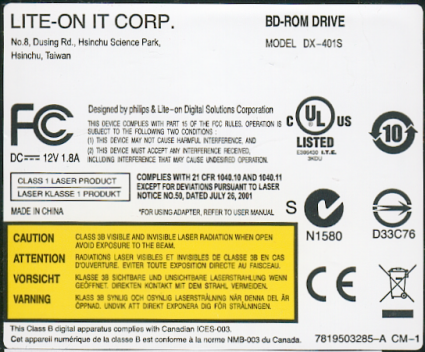 LITE-ON IT CORP.
No.8, Dusing Rd., Hsinchu Science Park,
Hsinchu, Taiwan
BD-ROM DRIVE
MODEL DX-401S
FC
DC 12V 1.8A
Designed by philips & Lite-on Digital Solutions Corporation
THIS DEVICE COMPLIES WITH PART 15 OF THE FCC RULES. OPERATION IS
SUBJECT TO THE FOLLOWING TWO CONDITIONS :
(1) THIS DEVICE MAY NOT CAUSE HARMFUL INTERFERENCE, AND
(2) THIS DEVICE MUST ACCEPT ANY INTERFERENCE RECEIVED,
INCLUDING INTERFERENCE THAT MAY CAUSE UNDESIRED OPERATION.
C UL US
LISTED
E306430 I.T.E.
10
CLASS 1 LASER PRODUCT
LASER KLASSE 1 PRODUKT
COMPLIES WITH 21 CFR 1040.10 AND 1040.11
EXCEPT FOR DEVIATIONS PURSUANT TO LASER
NOTICE NO.50, DATED JULY 26, 2001
MADE IN CHINA
*FOR USING ADAPTER, REFER TO USER MANUAL
S
N1580
D33C76
CAUTION CLASS 3B VISIBLE AND INVISIBLE LASER RADIATION WHEN OPEN
AVOID EXPOSURE TO THE BEAM.
ATTENTION RADIATIONS LASER VISIBLES ET INVISIBLES DE CLASSE 3B EN CAS
D'OUVERTURE. EVITER TOUTE EXPOSITION DIRECTE AU FAISCEAU.
VORSICHT KLASSE 3B SICHTBARE UND UNSICHTBARE LASERSTRAHLUNG WENN
GEÖFFNET. DIREKTEN KONTAKT MIT DEM STRAHL VERMEIDEN.
VARNING KLASS 3B SYNLIG OCH OSYNLIG LASERSTRÅLNING NÄR DENNA DEL ÄR
ÖPPNAD. UNDVIK ATT DIREKT EXPONERA DIG FÖR STRÅLNING.
CE
This Class B digital apparatus complies with Canadian ICES-003.
Cet appareil numérique de la classe B est conforme à la norme NMB-003 du Canada.
7819503285-A CM-1